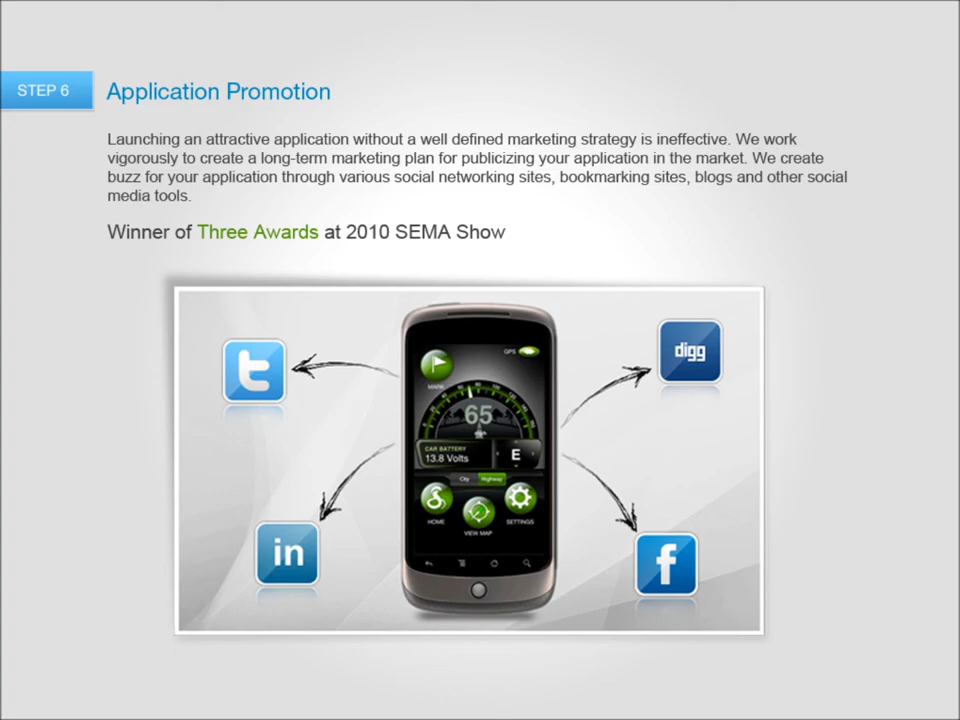 STEP 6
Application Promotion
Launching an attractive application without a well defined marketing strategy is ineffective. We work
vigorously to create a long-term marketing plan for publicizing your application in the market. We create
buzz for your application through various social networking sites, bookmarking sites, blogs and other social
media tools.
Winner of Three Awards at 2010 SEMA Show
t
digg
GPS
MARK
65
CAR BATTERY
13.8 Volts
E
City Highway
HOME
VIEW MAP
SETTINGS
in
f